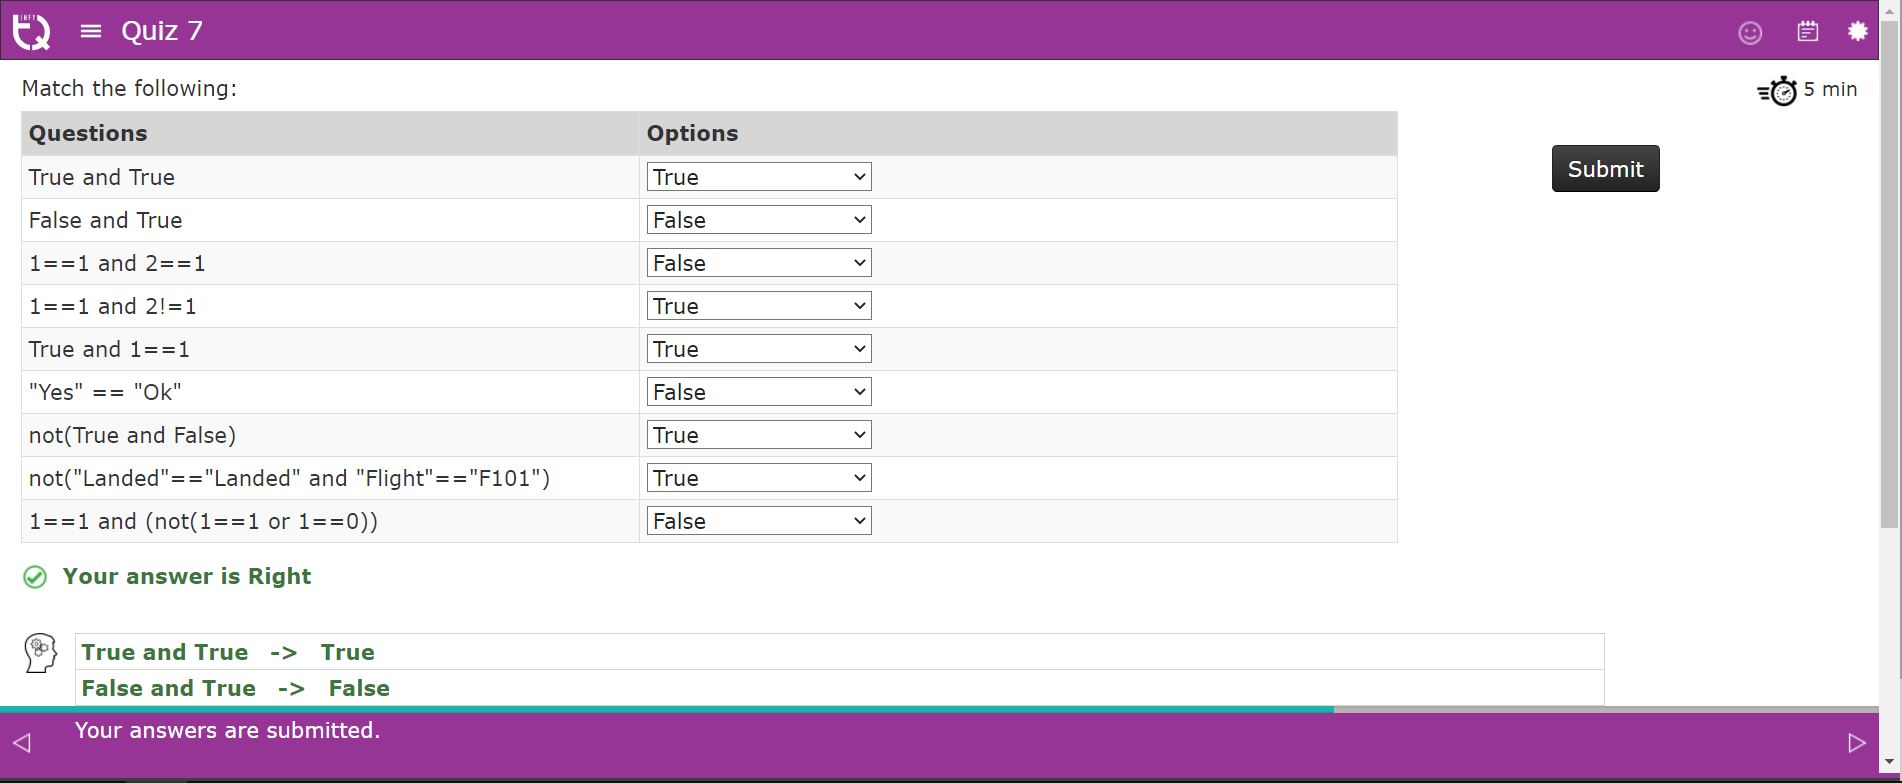 INFY
TQ
Quiz 7
Match the following:
5 min
Questions Options
Submit
True and True True
False and True False
1==1 and 2==1 False
1==1 and 2!=1 True
True and 1==1 True
"Yes" == "Ok" False
not(True and False) True
not("Landed"=="Landed" and "Flight"=="F101") True
1==1 and (not(1==1 or 1==0)) False
Your answer is Right
True and True -> True
False and True -> False
Your answers are submitted.